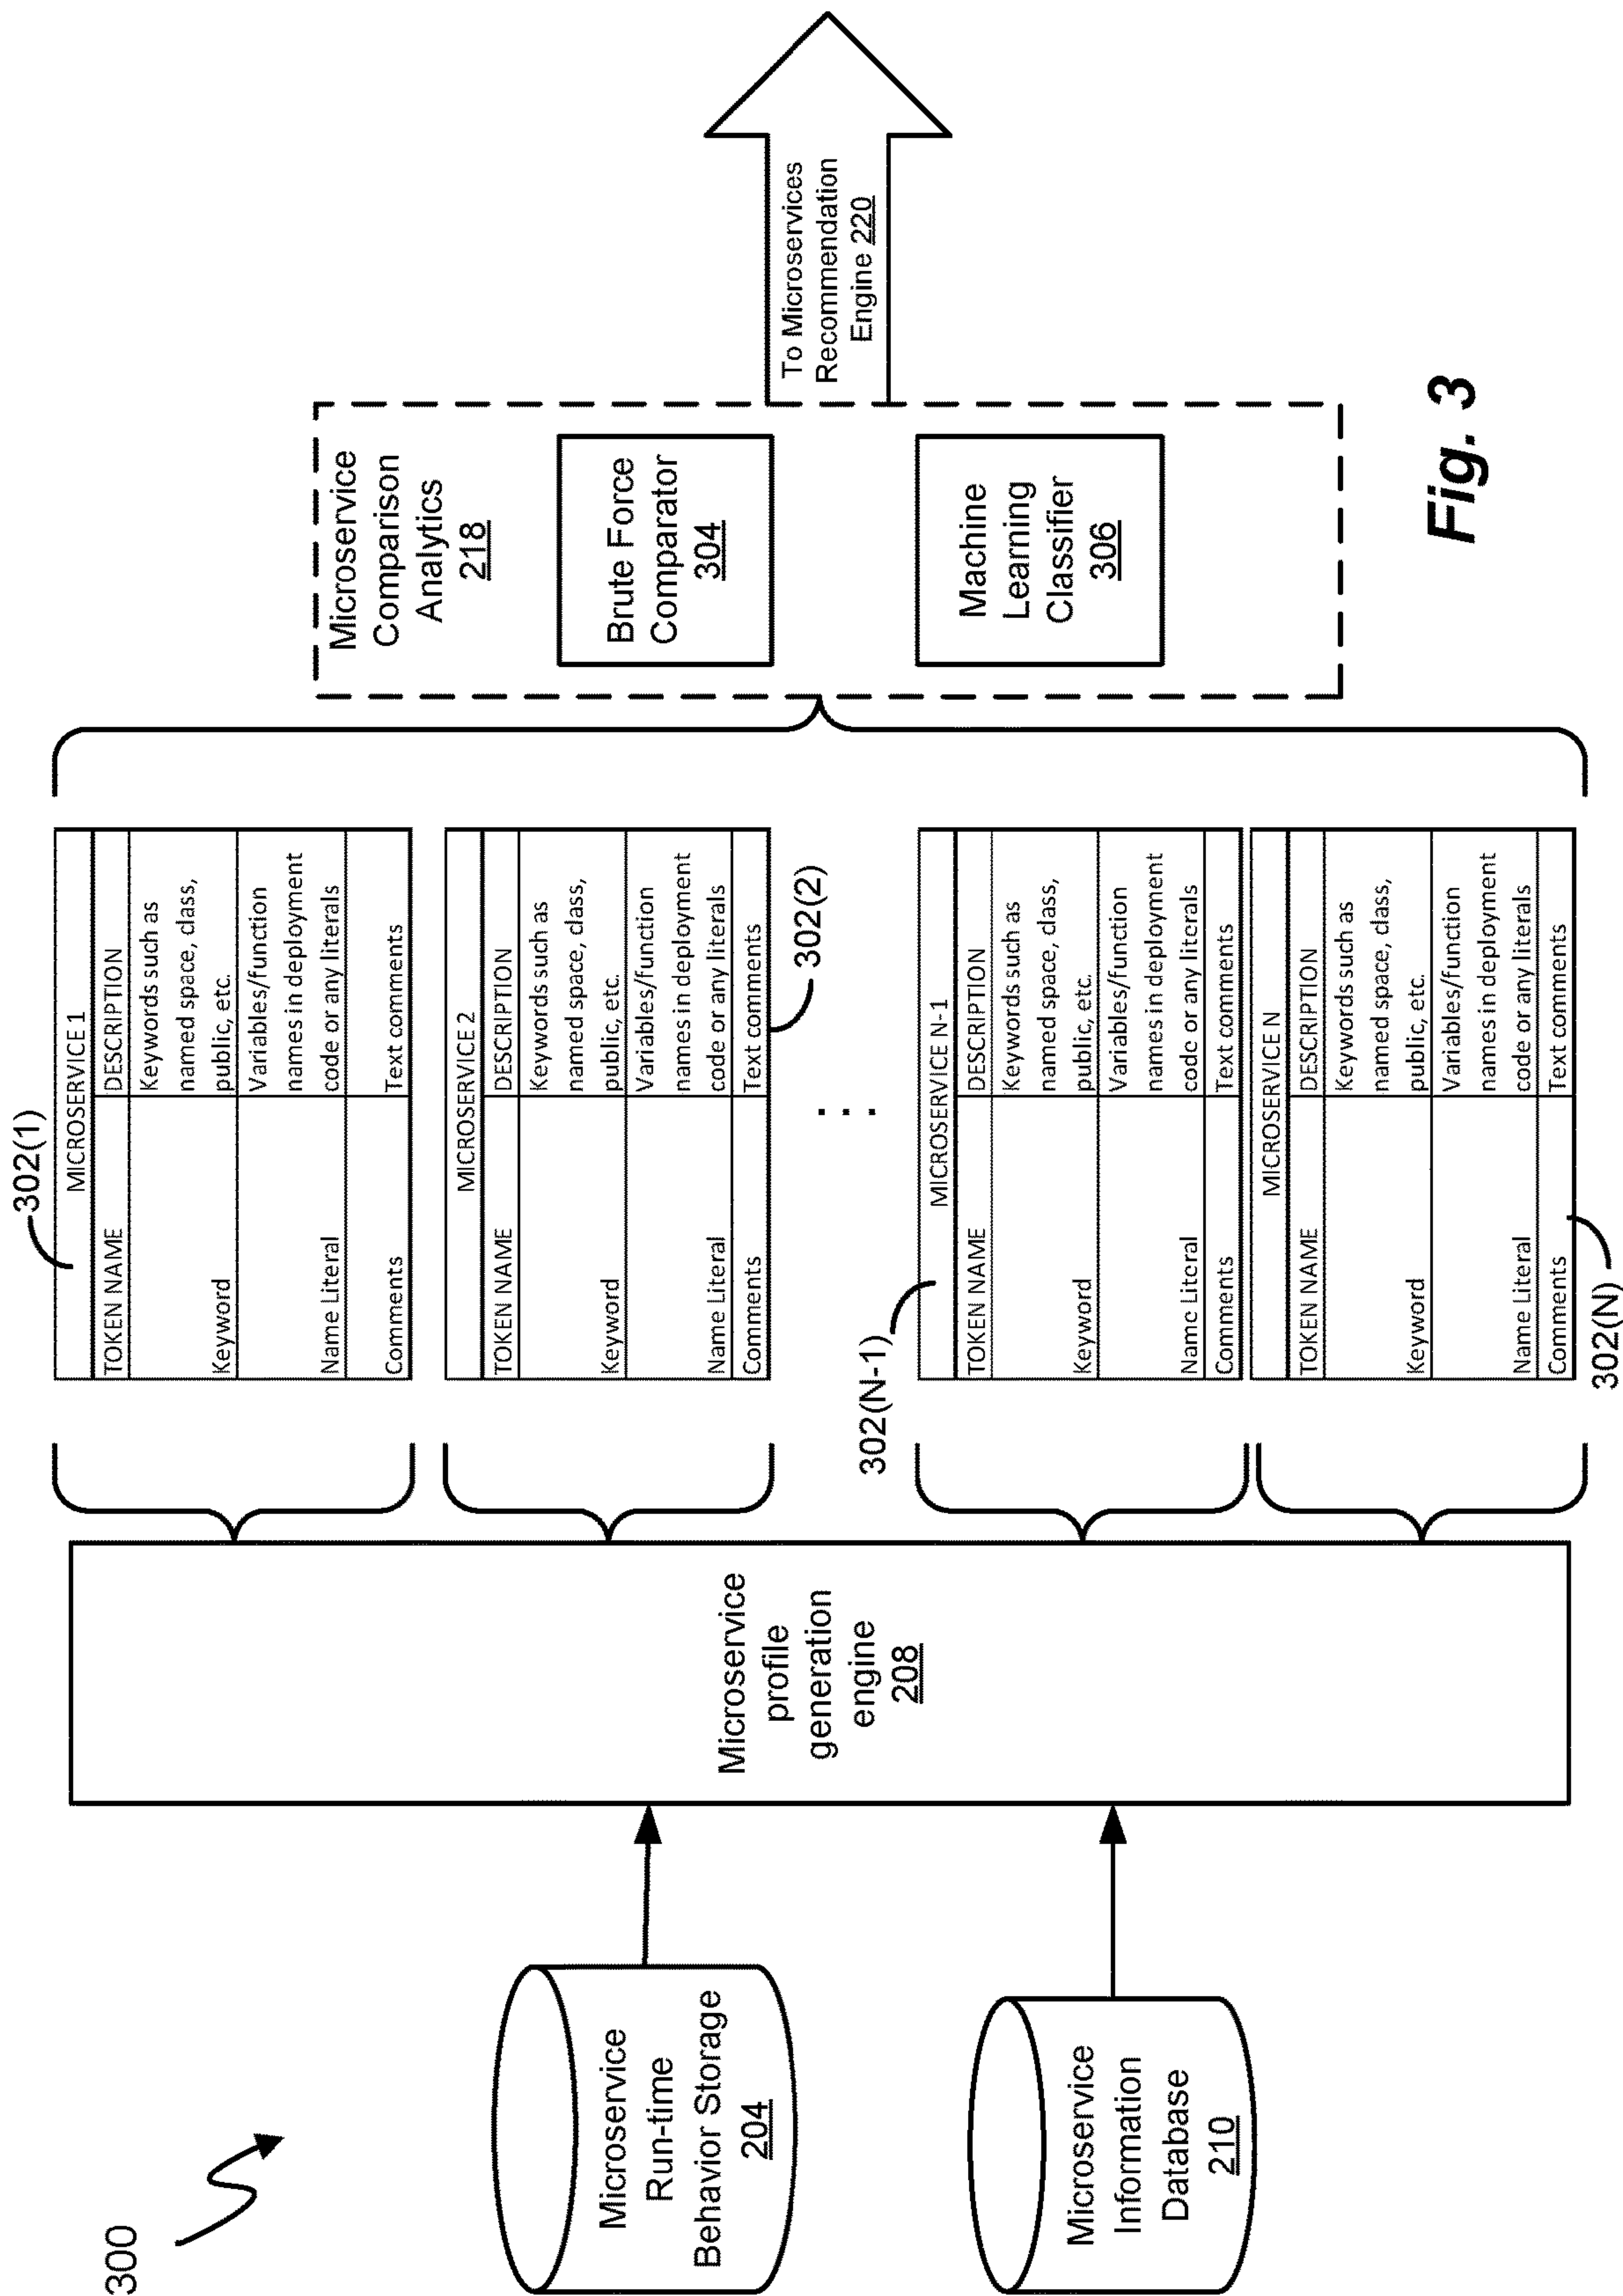 300
Microservice
Run-time
Behavior Storage
204
Microservice
Information
Database
210
Microservice
profile
generation
engine
208
302(1)
MICROSERVICE 1
TOKEN NAME DESCRIPTION
Keywords such as
named space, class,
Keyword public, etc.
Variables/function
names in deployment
Name Literal code or any literals
Comments Text comments
MICROSERVICE 2
TOKEN NAME DESCRIPTION
Keywords such as
named space, class,
Keyword public, etc.
Variables/function
names in deployment
Name Literal code or any literals
Comments Text comments
302(2)
...
302(N-1)
MICROSERVICE N-1
TOKEN NAME DESCRIPTION
Keywords such as
named space, class,
Keyword public, etc.
Variables/function
names in deployment
Name Literal code or any literals
Comments Text comments
MICROSERVICE N
TOKEN NAME DESCRIPTION
Keywords such as
named space, class,
Keyword public, etc.
Variables/function
names in deployment
Name Literal code or any literals
Comments Text comments
302(N)
Microservice
Comparison
Analytics
218
Brute Force
Comparator
304
Machine
Learning
Classifier
306
To Microservices
Recommendation
Engine 220
Fig. 3